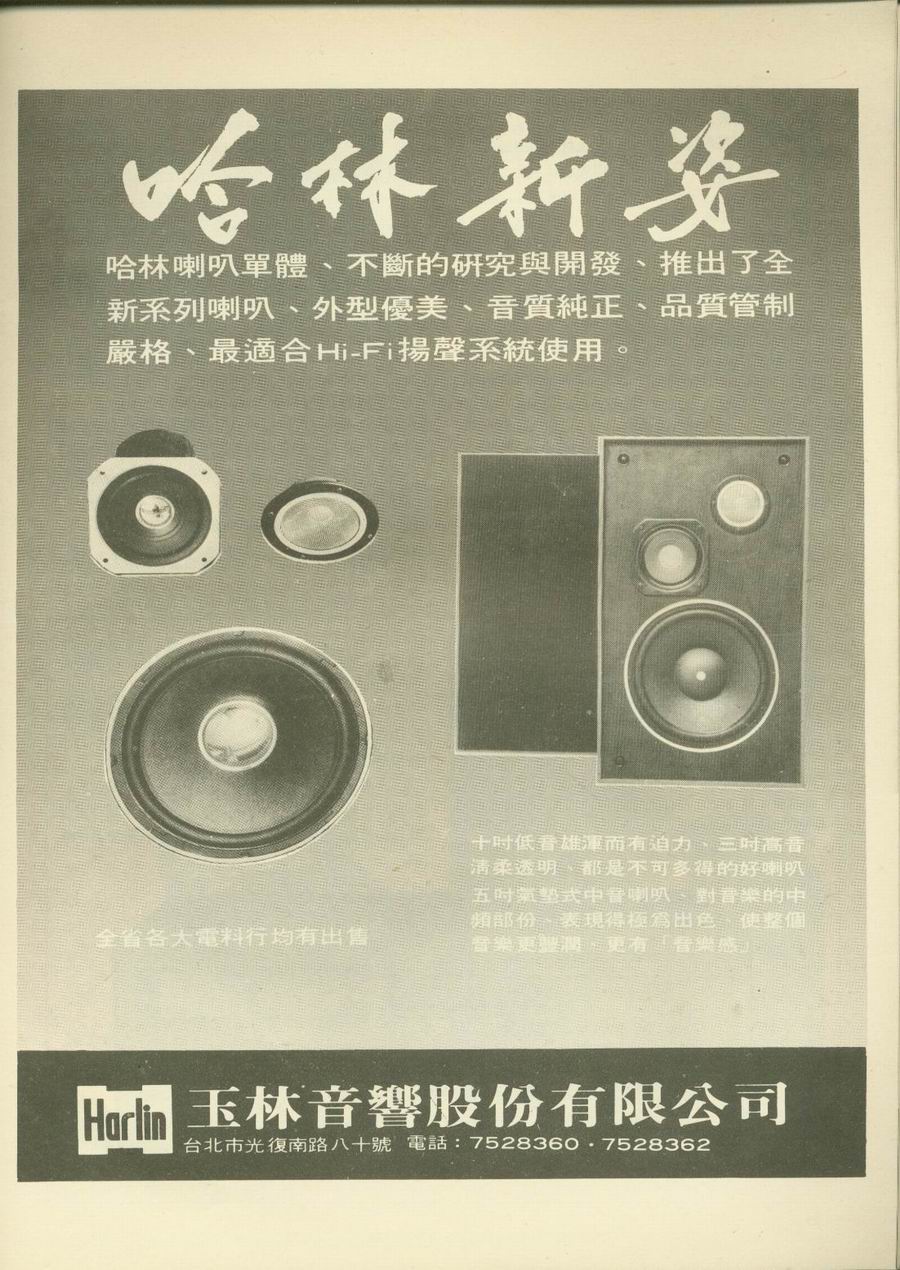 哈林新姿
哈林喇叭單體、不斷的研究與開發、推出了全
新系列喇叭、外型優美、音質純正、品質管制
嚴格、最適合Hi-Fi揚聲系統使用。
十吋低音雄渾而有迫力、三吋高音
清柔透明、都是不可多得的好喇叭
五吋氣墊式中音喇叭、對音樂的中
頻部份、表現得極為出色、使整個
音樂更豐潤、更有「音樂感」
全省各大電料行均有出售
Harlin
玉林音響股份有限公司
台北市光復南路八十號 電話：7528360・7528362